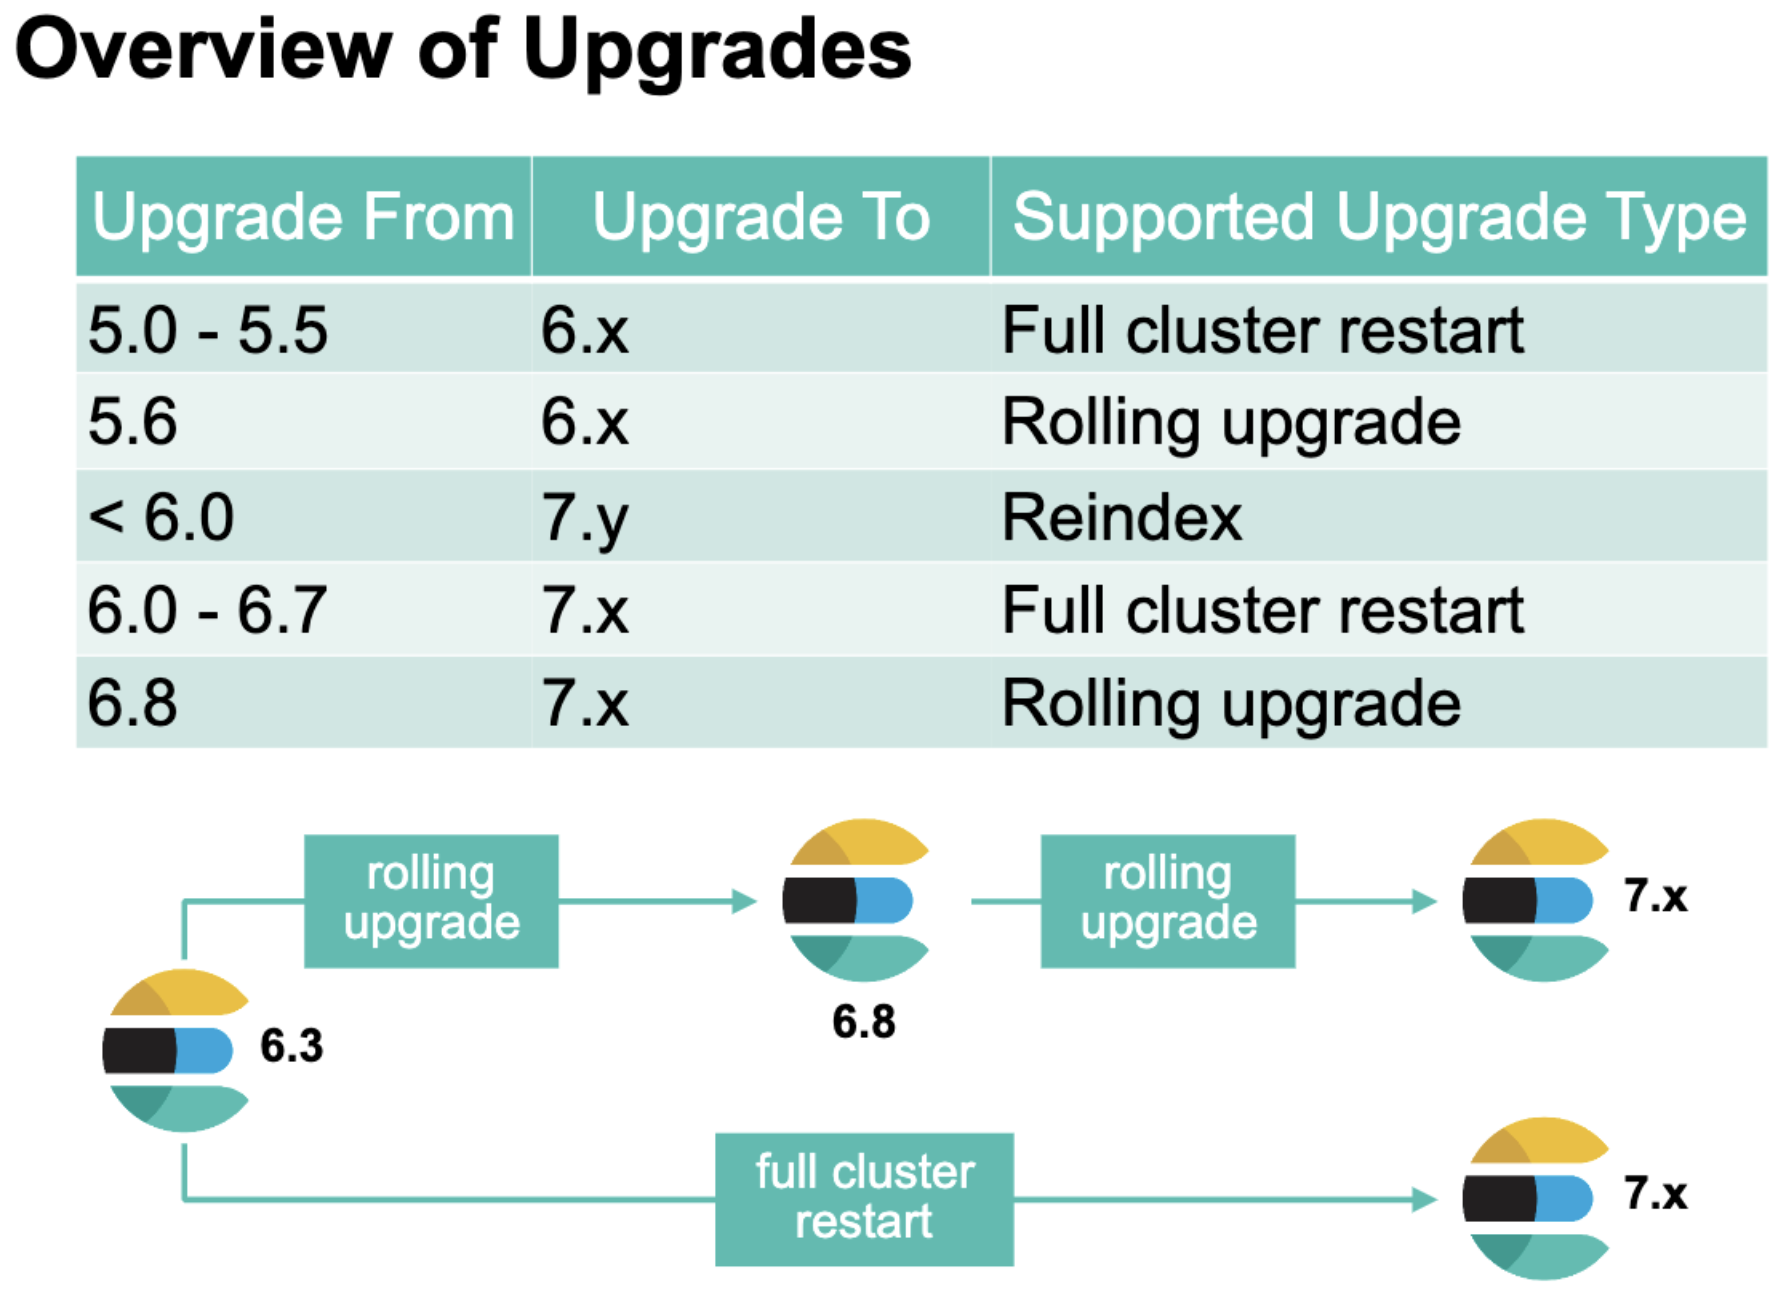 Overview of Upgrades
Upgrade From Upgrade To Supported Upgrade Type
5.0 - 5.5 6.x Full cluster restart
5.6 6.x Rolling upgrade
< 6.0 7.y Reindex
6.0 - 6.7 7.x Full cluster restart
6.8 7.x Rolling upgrade
rolling
upgrade
rolling
upgrade
7.x
6.8
6.3
full cluster
restart
7.x